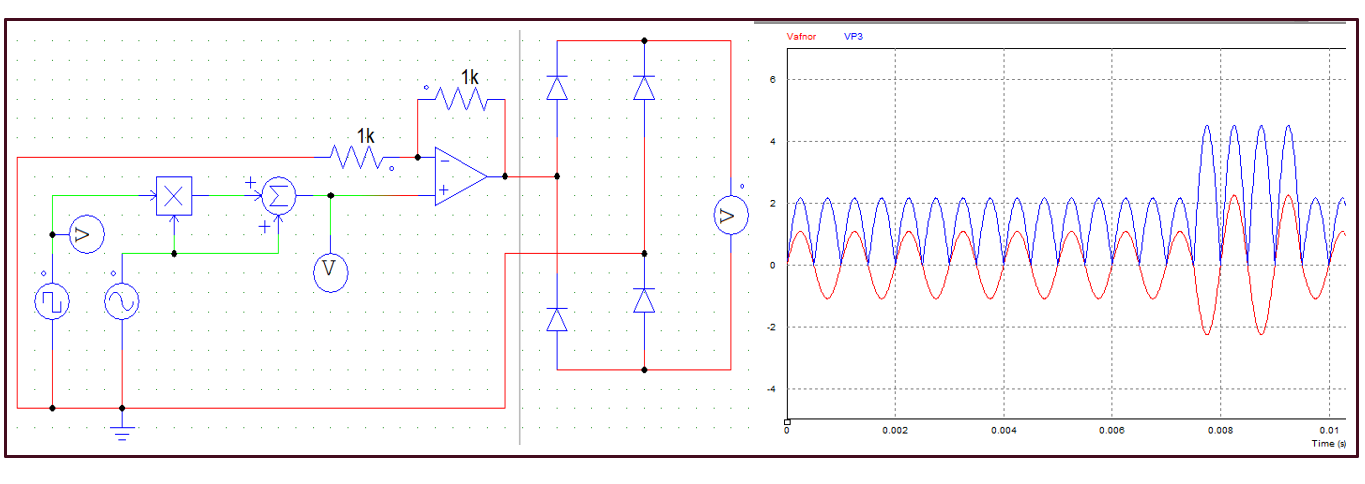 1k
1k
V
V
V
Vafnor VP3
6
4
2
0
-2
-4
0 0.002 0.004 0.006 0.008 0.01
Time (s)